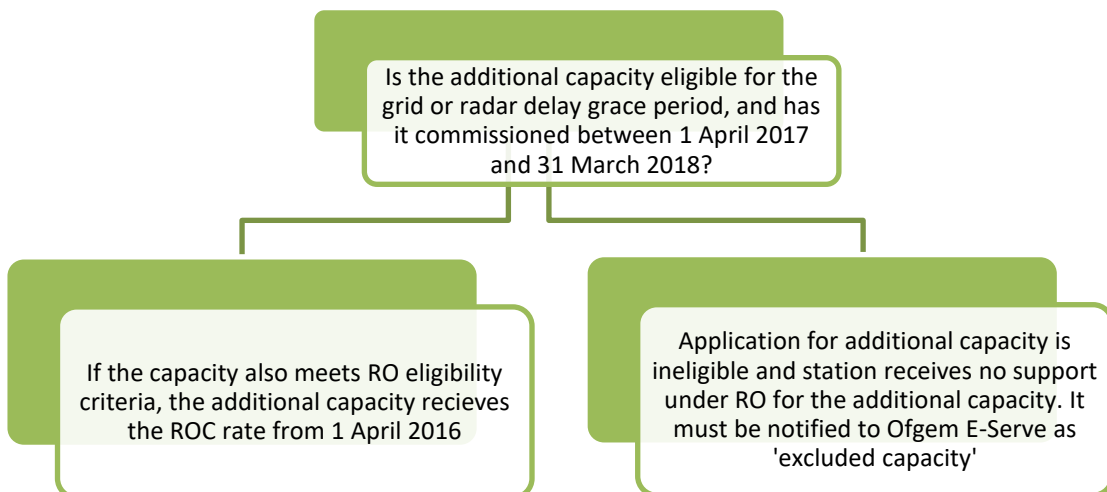 Is the additional capacity eligible for the
grid or radar delay grace period, and has
it commissioned between 1 April 2017
and 31 March 2018?
If the capacity also meets RO eligibility
criteria, the additional capacity recieves
the ROC rate from 1 April 2016
Application for additional capacity is
ineligible and station receives no support
under RO for the additional capacity. It
must be notified to Ofgem E-Serve as
'excluded capacity'